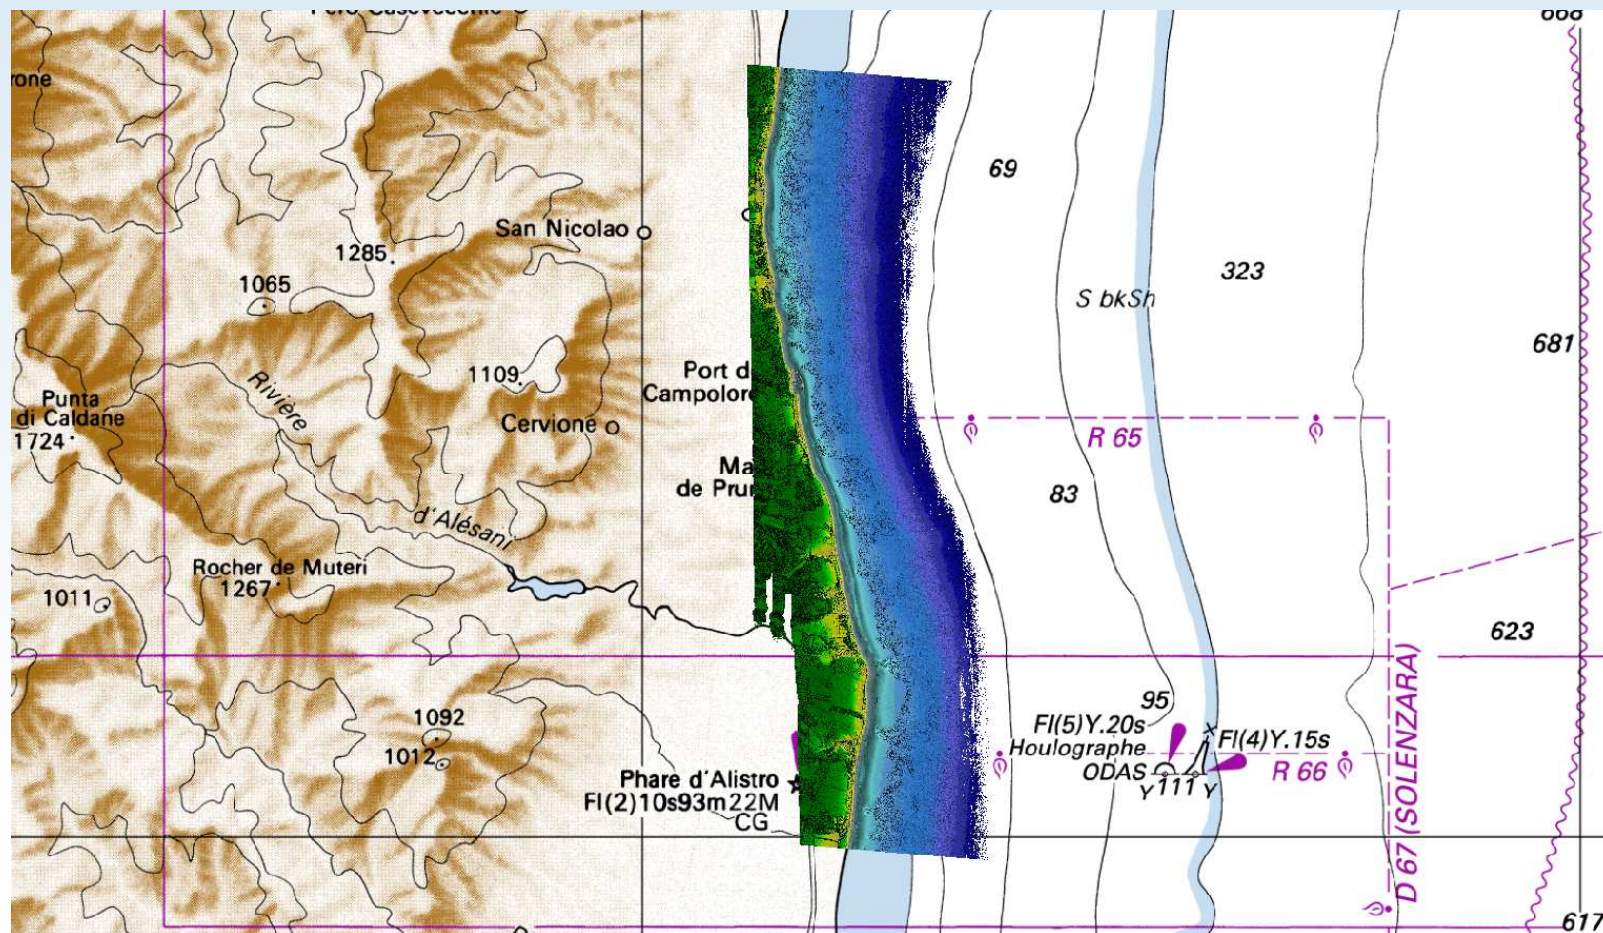 668
69
San Nicolao
1285
1065
323
S bkSh
681
1109
Port d
Campolor
Punta
di Caldane
1724
Rivière
Cervione
R 65
Ma
de Pru
83
d'Alésani
Rocher de Muteri
1267
1011
623
95
1092
1012
Fl(5)Y.20s
Houlographe
ODAS
Y 111 Y
Fl(4)Y.15s
R 66
Phare d'Alistro
Fl(2)10s93m22M
CG
D 67 (SOLENZARA)
617